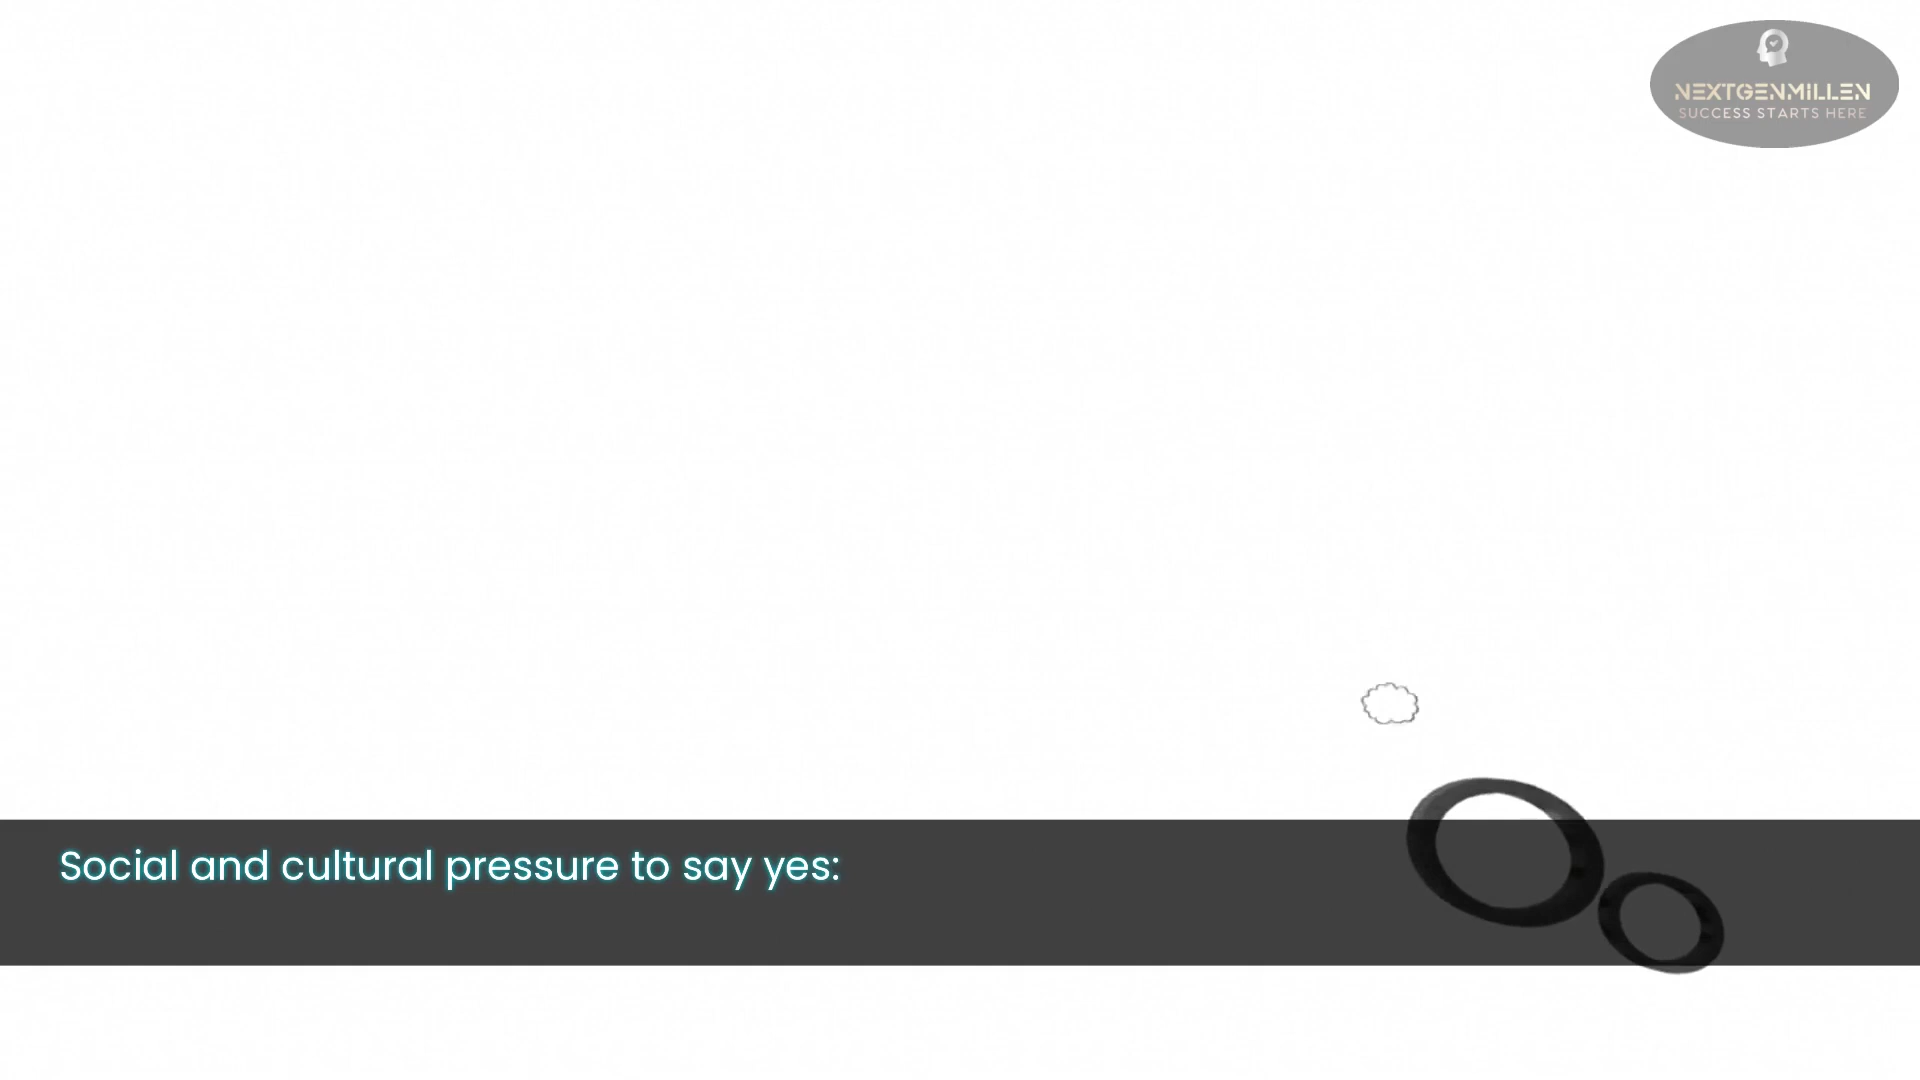 NEXTGENMILLEN
SUCCESS STARTS HERE
Social and cultural pressure to say yes: